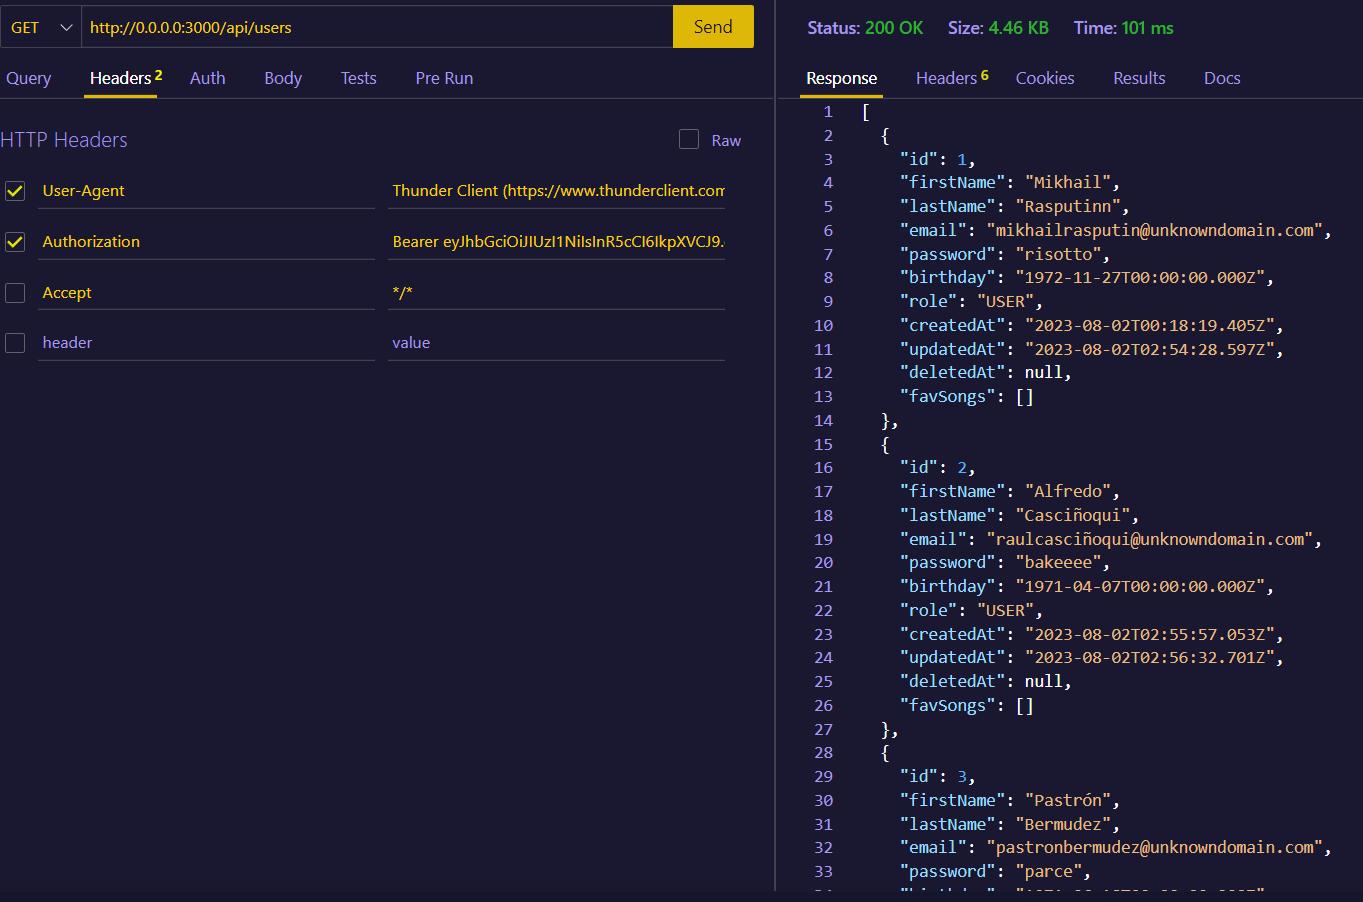 GET
http://0.0.0.0:3000/api/users
Send
Query
Headers 2
Auth
Body
Tests
Pre Run
HTTP Headers
Raw
User-Agent
Thunder Client (https://www.thunderclient.com
Authorization
Bearer eyJhbGciOiJIUzI1NiIsInR5cCI6IkpXVCJ9.
Accept
*/*
header
value
Status: 200 OK
Size: 4.46 KB
Time: 101 ms
Response
Headers 6
Cookies
Results
Docs
1 [
2 {
3 "id": 1,
4 "firstName": "Mikhail",
5 "lastName": "Rasputinn",
6 "email": "mikhailrasputin@unknowndomain.com",
7 "password": "risotto",
8 "birthday": "1972-11-27T00:00:00.000Z",
9 "role": "USER",
10 "createdAt": "2023-08-02T00:18:19.405Z",
11 "updatedAt": "2023-08-02T02:54:28.597Z",
12 "deletedAt": null,
13 "favSongs": []
14 },
15 {
16 "id": 2,
17 "firstName": "Alfredo",
18 "lastName": "Casciñoqui",
19 "email": "raulcasciñoqui@unknowndomain.com",
20 "password": "bakeeee",
21 "birthday": "1971-04-07T00:00:00.000Z",
22 "role": "USER",
23 "createdAt": "2023-08-02T02:55:57.053Z",
24 "updatedAt": "2023-08-02T02:56:32.701Z",
25 "deletedAt": null,
26 "favSongs": []
27 },
28 {
29 "id": 3,
30 "firstName": "Pastrón",
31 "lastName": "Bermudez",
32 "email": "pastronbermudez@unknowndomain.com",
33 "password": "parce",